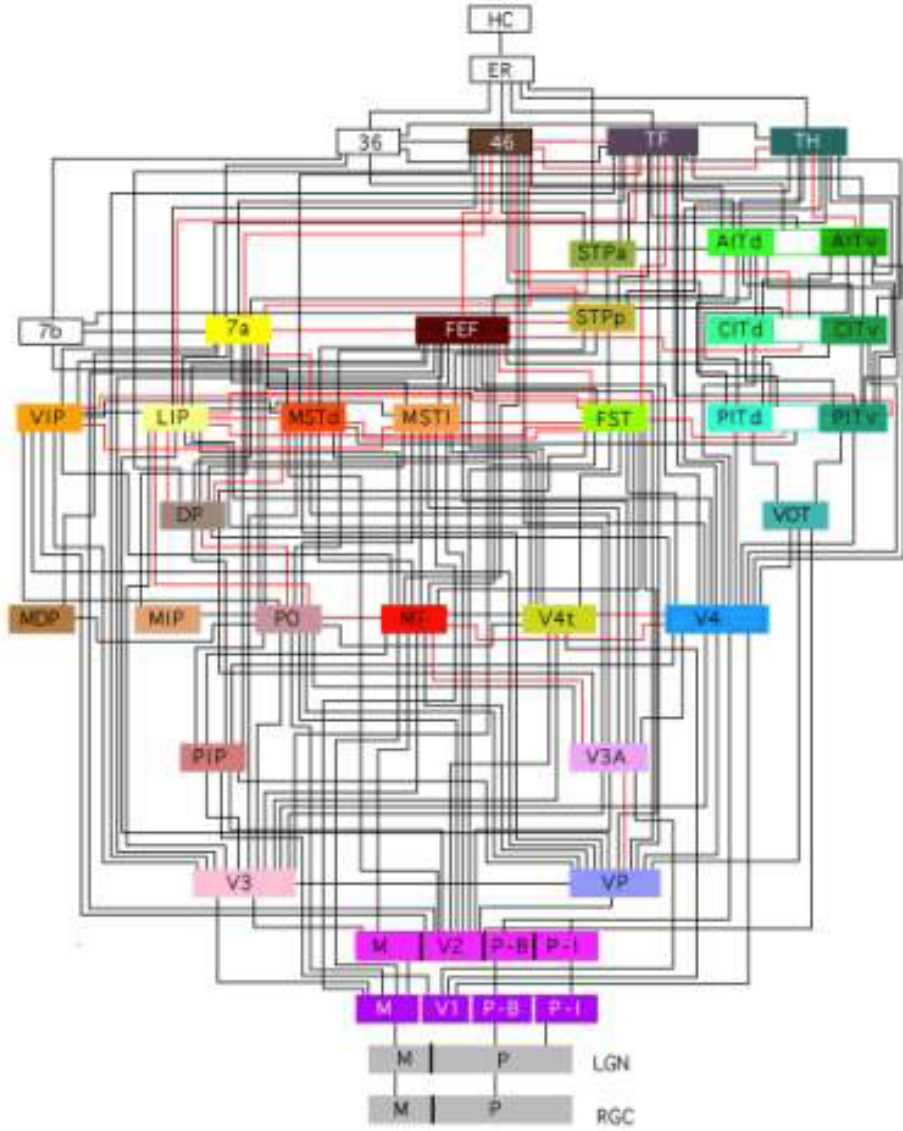 HC
ER
36 46 TF TH
STPa AITd AITv
7b 7a FEF STPp CITd CITv
VIP LIP MSTd MSTl FST PITd PITv
DP VOT
MDP MIP PO MT V4t V4
PIP V3A
V3 VP
M V2 P-B P-I
M V1 P-B P-I
M P LGN
M P RGC